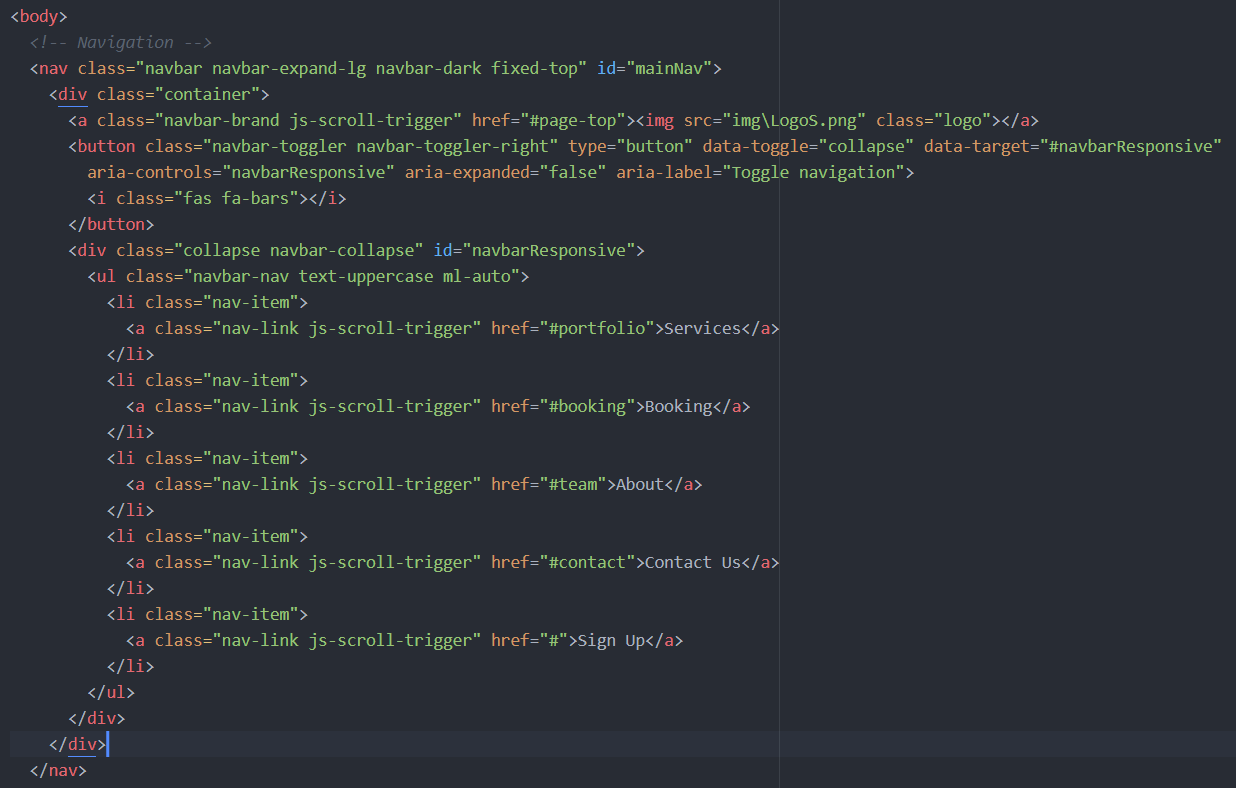 <body>
<!-- Navigation -->
<nav class="navbar navbar-expand-lg navbar-dark fixed-top" id="mainNav">
<div class="container">
<a class="navbar-brand js-scroll-trigger" href="#page-top"><img src="img\LogoS.png" class="logo"></a>
<button class="navbar-toggler navbar-toggler-right" type="button" data-toggle="collapse" data-target="#navbarResponsive"
aria-controls="navbarResponsive" aria-expanded="false" aria-label="Toggle navigation">
<i class="fas fa-bars"></i>
</button>
<div class="collapse navbar-collapse" id="navbarResponsive">
<ul class="navbar-nav text-uppercase ml-auto">
<li class="nav-item">
<a class="nav-link js-scroll-trigger" href="#portfolio">Services</a>
</li>
<li class="nav-item">
<a class="nav-link js-scroll-trigger" href="#booking">Booking</a>
</li>
<li class="nav-item">
<a class="nav-link js-scroll-trigger" href="#team">About</a>
</li>
<li class="nav-item">
<a class="nav-link js-scroll-trigger" href="#contact">Contact Us</a>
</li>
<li class="nav-item">
<a class="nav-link js-scroll-trigger" href="#">Sign Up</a>
</li>
</ul>
</div>
</div>
</nav>